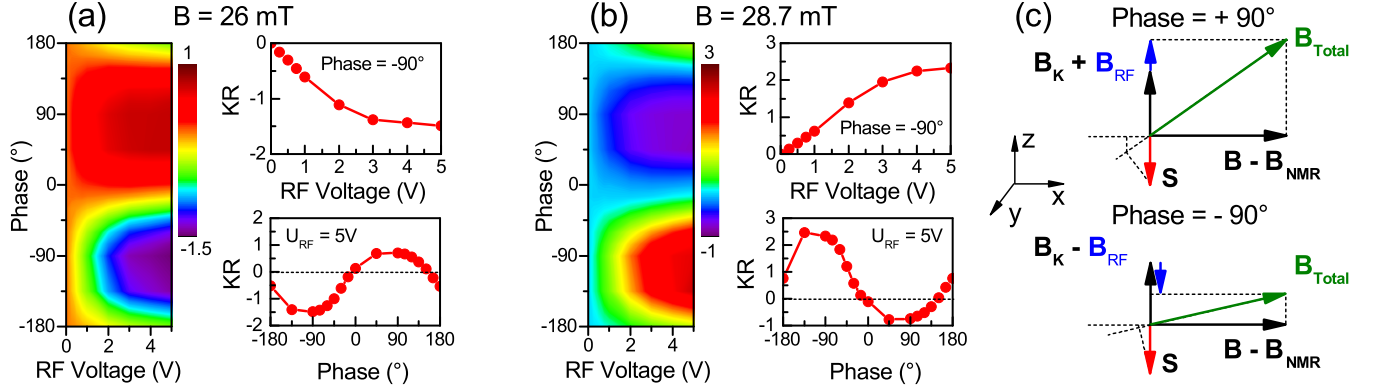 (a) B = 26 mT
180
90
0
-90
-180
Phase (°)
0 2 4
RF Voltage (V)
1
-1.5
0
-1
-2
KR
Phase = -90°
0 1 2 3 4 5
RF Voltage (V)
2
1
0
-1
-2
KR
U_RF = 5V
-180 -90 0 90 180
Phase (°)
(b) B = 28.7 mT
180
90
0
-90
-180
Phase (°)
0 2 4
RF Voltage (V)
3
-1
3
2
1
0
KR
Phase = -90°
0 1 2 3 4 5
RF Voltage (V)
3
2
1
0
-1
KR
U_RF = 5V
-180 -90 0 90 180
Phase (°)
(c)
Phase = + 90°
B_K + B_RF
B_Total
B - B_NMR
S
z
x
y
Phase = - 90°
B_K - B_RF
B_Total
B - B_NMR
S